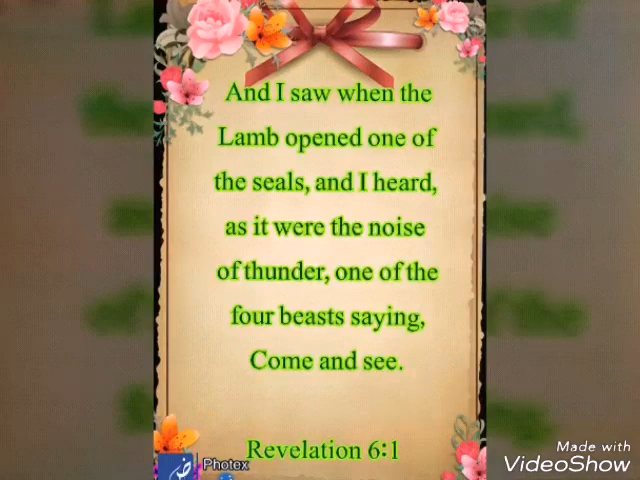 And I saw when the
Lamb opened one of
the seals, and I heard,
as it were the noise
of thunder, one of the
four beasts saying,
Come and see.
Revelation 6:1
Photex
Made with
VideoShow